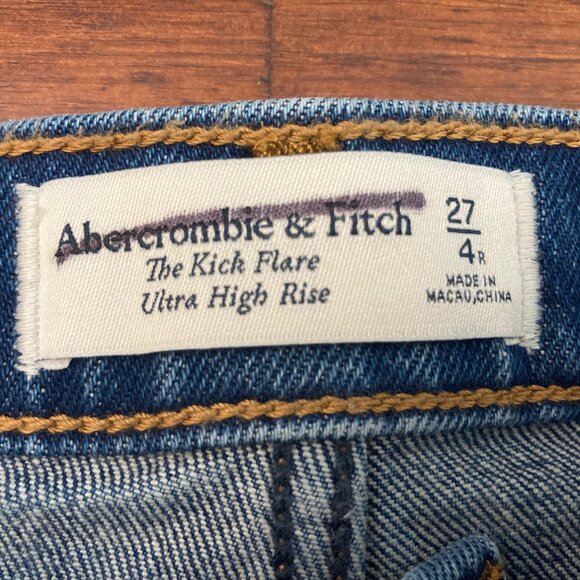 Abercrombie & Fitch
The Kick Flare
Ultra High Rise
27
4R
MADE IN
MACAU,CHINA